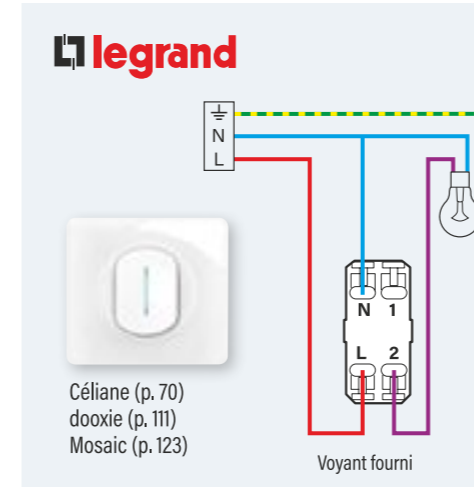 legrand
N
L
N 1
L 2
Céliane (p. 70)
dooxie (p. 111)
Mosaic (p. 123)
Voyant fourni